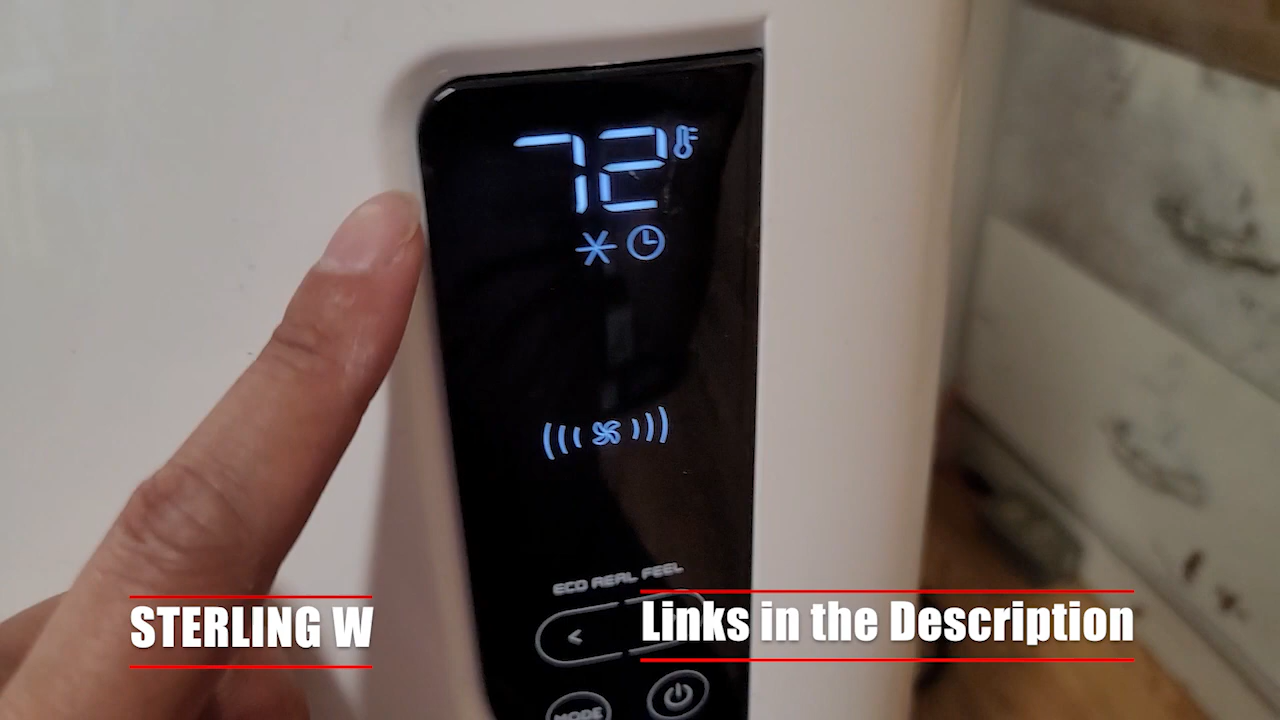 72
F
ECO REAL FEEL
<
MODE
STERLING W
Links in the Description